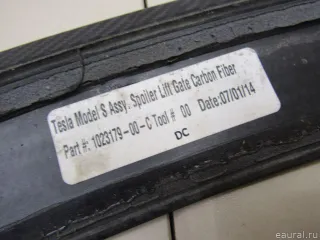 Tesla Model S Assy. Spoiler Lift Gate Carbon Fiber
Part #: 1023179-00-C Tool # 00 Date:07/01/14
DC
eaural.ru